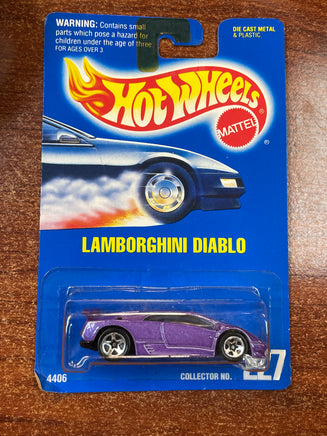 WARNING: Contains small
parts which pose a hazard for
children under the age of three.
FOR AGES OVER 3
DIE CAST METAL
& PLASTIC.
HOT WHEELS
®
MATTEL
®
LAMBORGHINI DIABLO
4406
COLLECTOR NO.
227